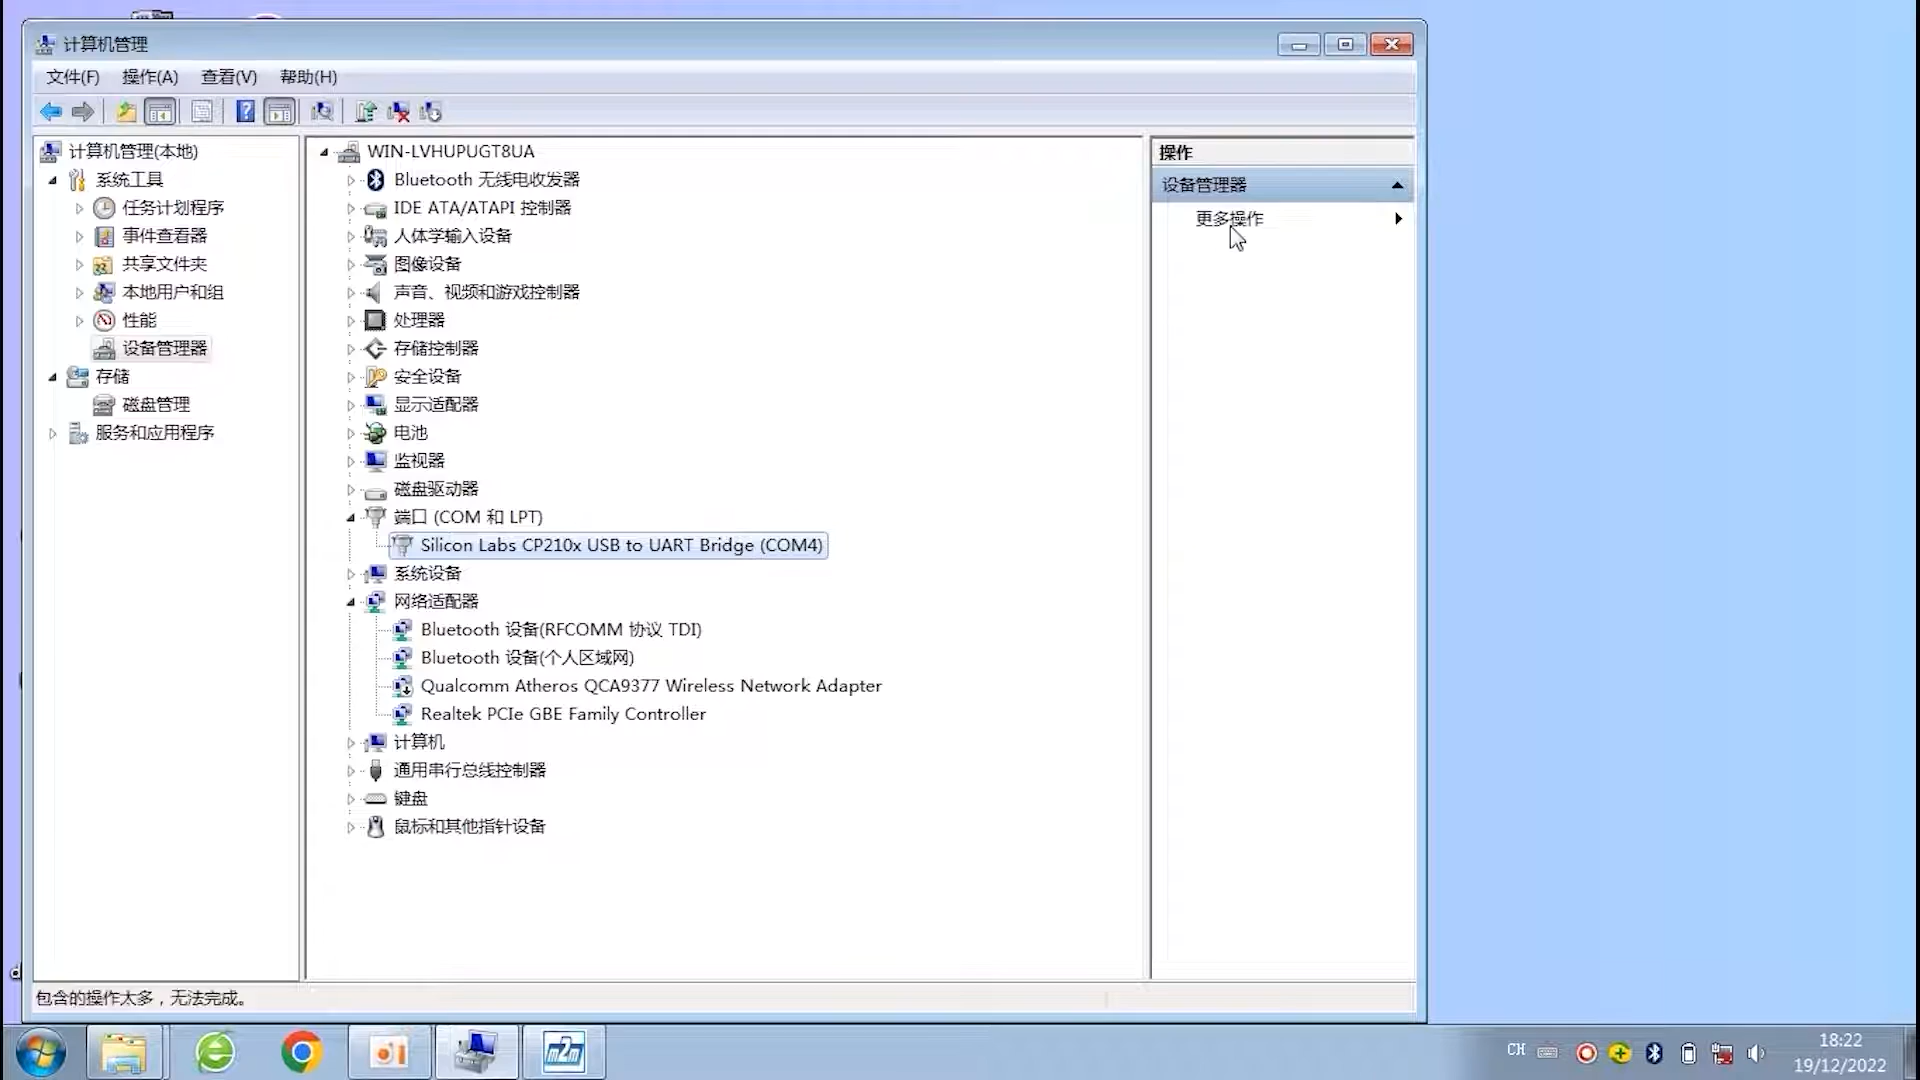 计算机管理
文件(F) 操作(A) 查看(V) 帮助(H)
计算机管理(本地)
系统工具
任务计划程序
事件查看器
共享文件夹
本地用户和组
性能
设备管理器
存储
磁盘管理
服务和应用程序
WIN-LVHUPUGT8UA
Bluetooth 无线电收发器
IDE ATA/ATAPI 控制器
人体学输入设备
图像设备
声音、视频和游戏控制器
处理器
存储控制器
安全设备
显示适配器
电池
监视器
磁盘驱动器
端口 (COM 和 LPT)
Silicon Labs CP210x USB to UART Bridge (COM4)
系统设备
网络适配器
Bluetooth 设备(RFCOMM 协议 TDI)
Bluetooth 设备(个人区域网)
Qualcomm Atheros QCA9377 Wireless Network Adapter
Realtek PCIe GBE Family Controller
计算机
通用串行总线控制器
键盘
鼠标和其他指针设备
操作
设备管理器
更多操作
包含的操作太多，无法完成。
m2m
CH
18:22
19/12/2022